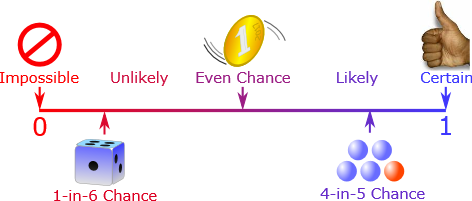 1
Impossible Unlikely Even Chance Likely Certain
0 1
1-in-6 Chance 4-in-5 Chance